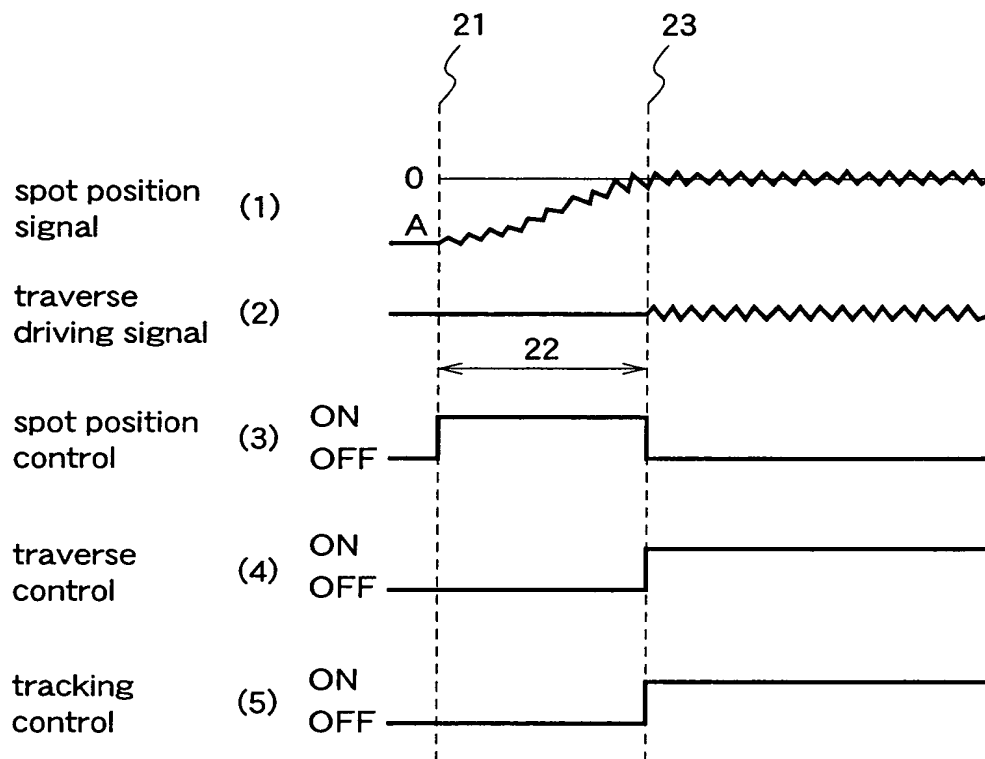 21 23
spot position
signal
(1)
0
A
traverse
driving signal
(2)
22
spot position
control
(3)
ON
OFF
traverse
control
(4)
ON
OFF
tracking
control
(5)
ON
OFF